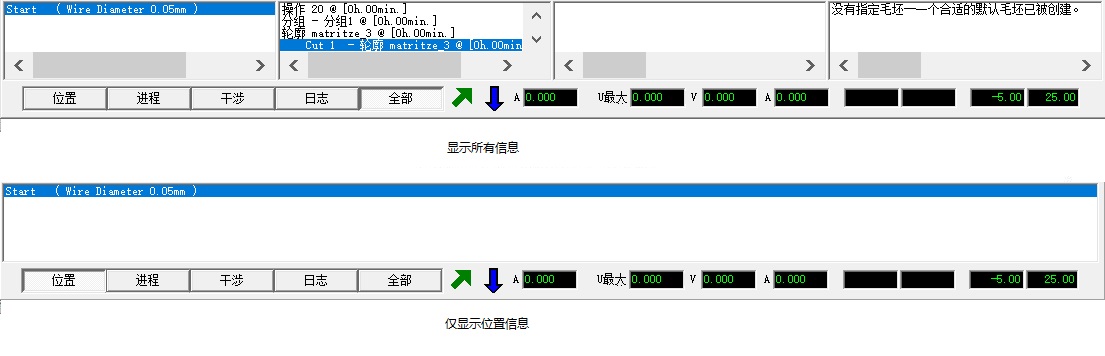 Start ( Wire Diameter 0.05mm )
操作 20 @ [0h.00min.]
分组 - 分组1 @ [0h.00min.]
轮廓 matritze_3 @ [0h.00min.]
Cut 1 - 轮廓 matritze_3 @ [0h.00min
没有指定毛坯——一个合适的默认毛坯已被创建。
位置 进程 干涉 日志 全部 A 0.000 U最大 0.000 V 0.000 A 0.000 -5.00 25.00
显示所有信息
Start ( Wire Diameter 0.05mm )
位置 进程 干涉 日志 全部 A 0.000 U最大 0.000 V 0.000 A 0.000 -5.00 25.00
仅显示位置信息